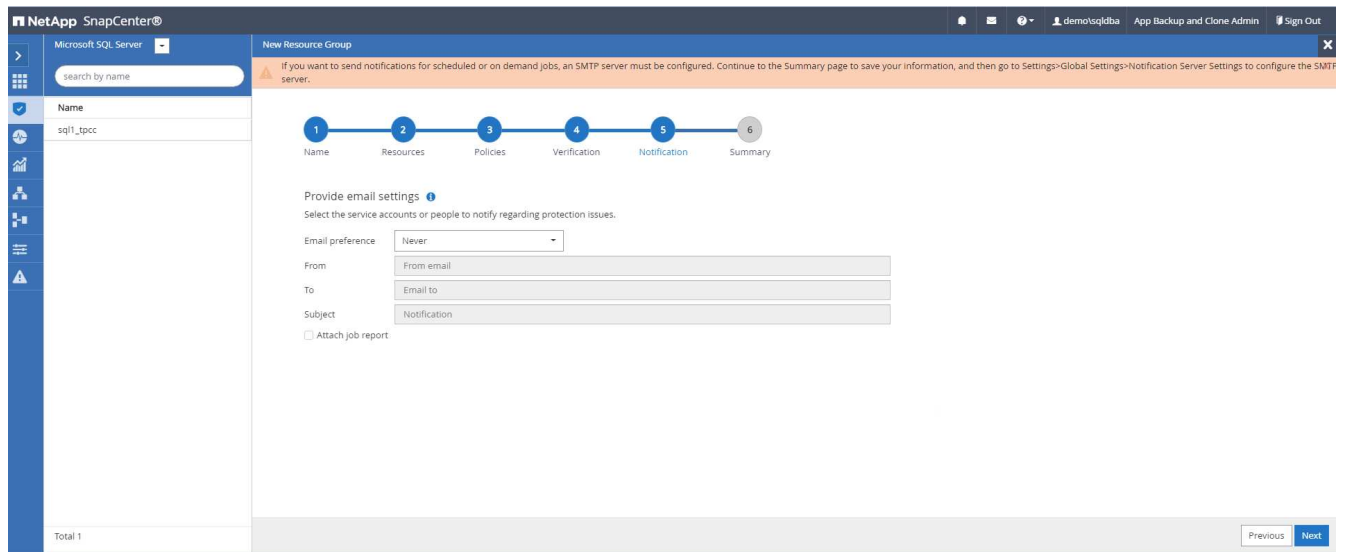 NetApp SnapCenter®
demo\sqldba App Backup and Clone Admin Sign Out
Microsoft SQL Server
New Resource Group
If you want to send notifications for scheduled or on demand jobs, an SMTP server must be configured. Continue to the Summary page to save your information, and then go to Settings>Global Settings>Notification Server Settings to configure the SMTP
server.
search by name
Name
sql1_tpcc
1 2 3 4 5 6
Name Resources Policies Verification Notification Summary
Provide email settings
Select the service accounts or people to notify regarding protection issues.
Email preference Never
From From email
To Email to
Subject Notification
Attach job report
Total 1
Previous Next